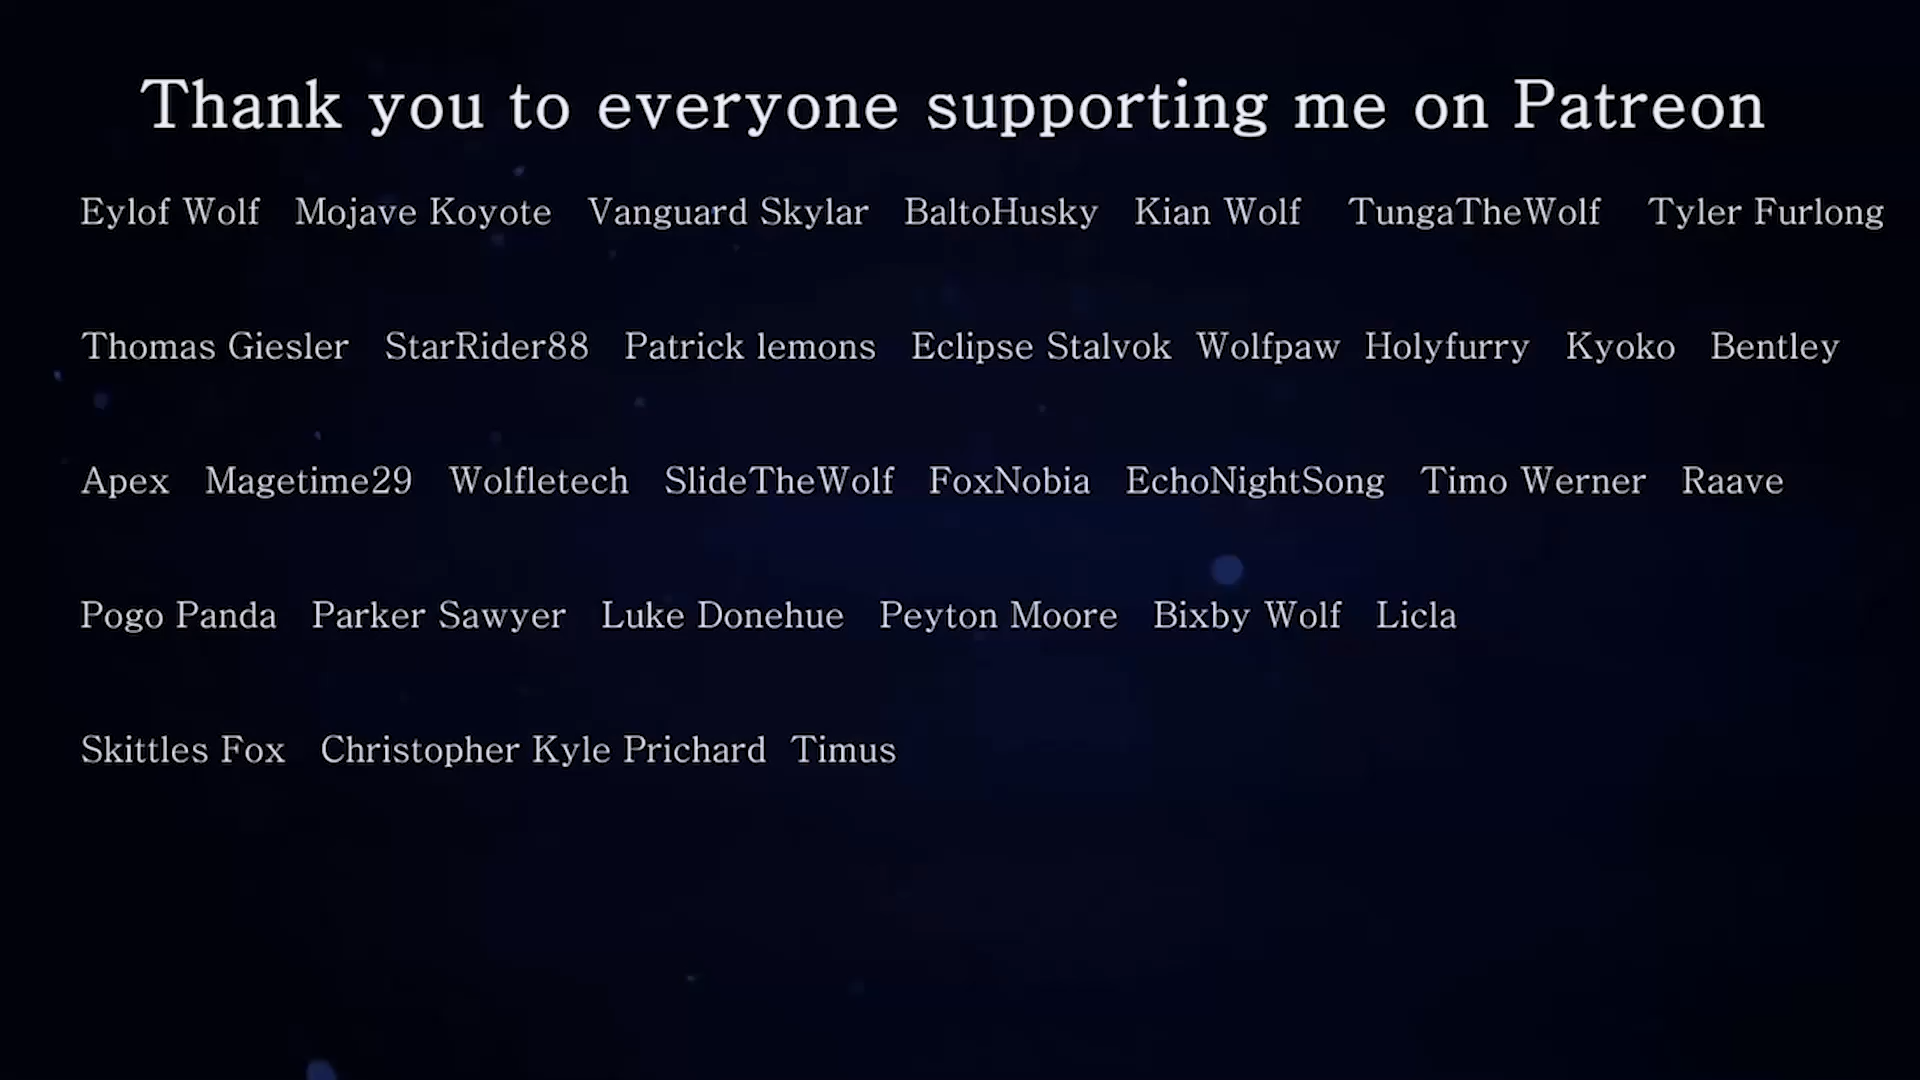 Thank you to everyone supporting me on Patreon
Eylof Wolf Mojave Koyote Vanguard Skylar BaltoHusky Kian Wolf TungaTheWolf Tyler Furlong
Thomas Giesler StarRider88 Patrick lemons Eclipse Stalvok Wolfpaw Holyfurry Kyoko Bentley
Apex Magetime29 Wolfletech SlideTheWolf FoxNobia EchoNightSong Timo Werner Raave
Pogo Panda Parker Sawyer Luke Donehue Peyton Moore Bixby Wolf Licla
Skittles Fox Christopher Kyle Prichard Timus